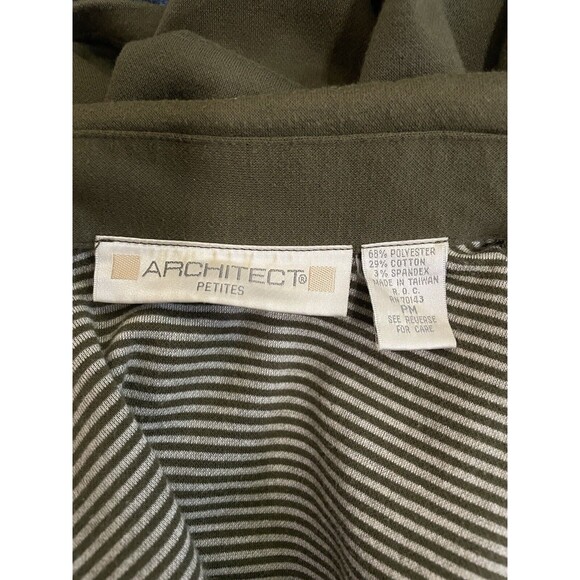 ARCHITECT®
PETITES
68% POLYESTER
29% COTTON
3% SPANDEX
MADE IN TAIWAN
R.O.C.
RN 70143
PM
SEE REVERSE
FOR CARE